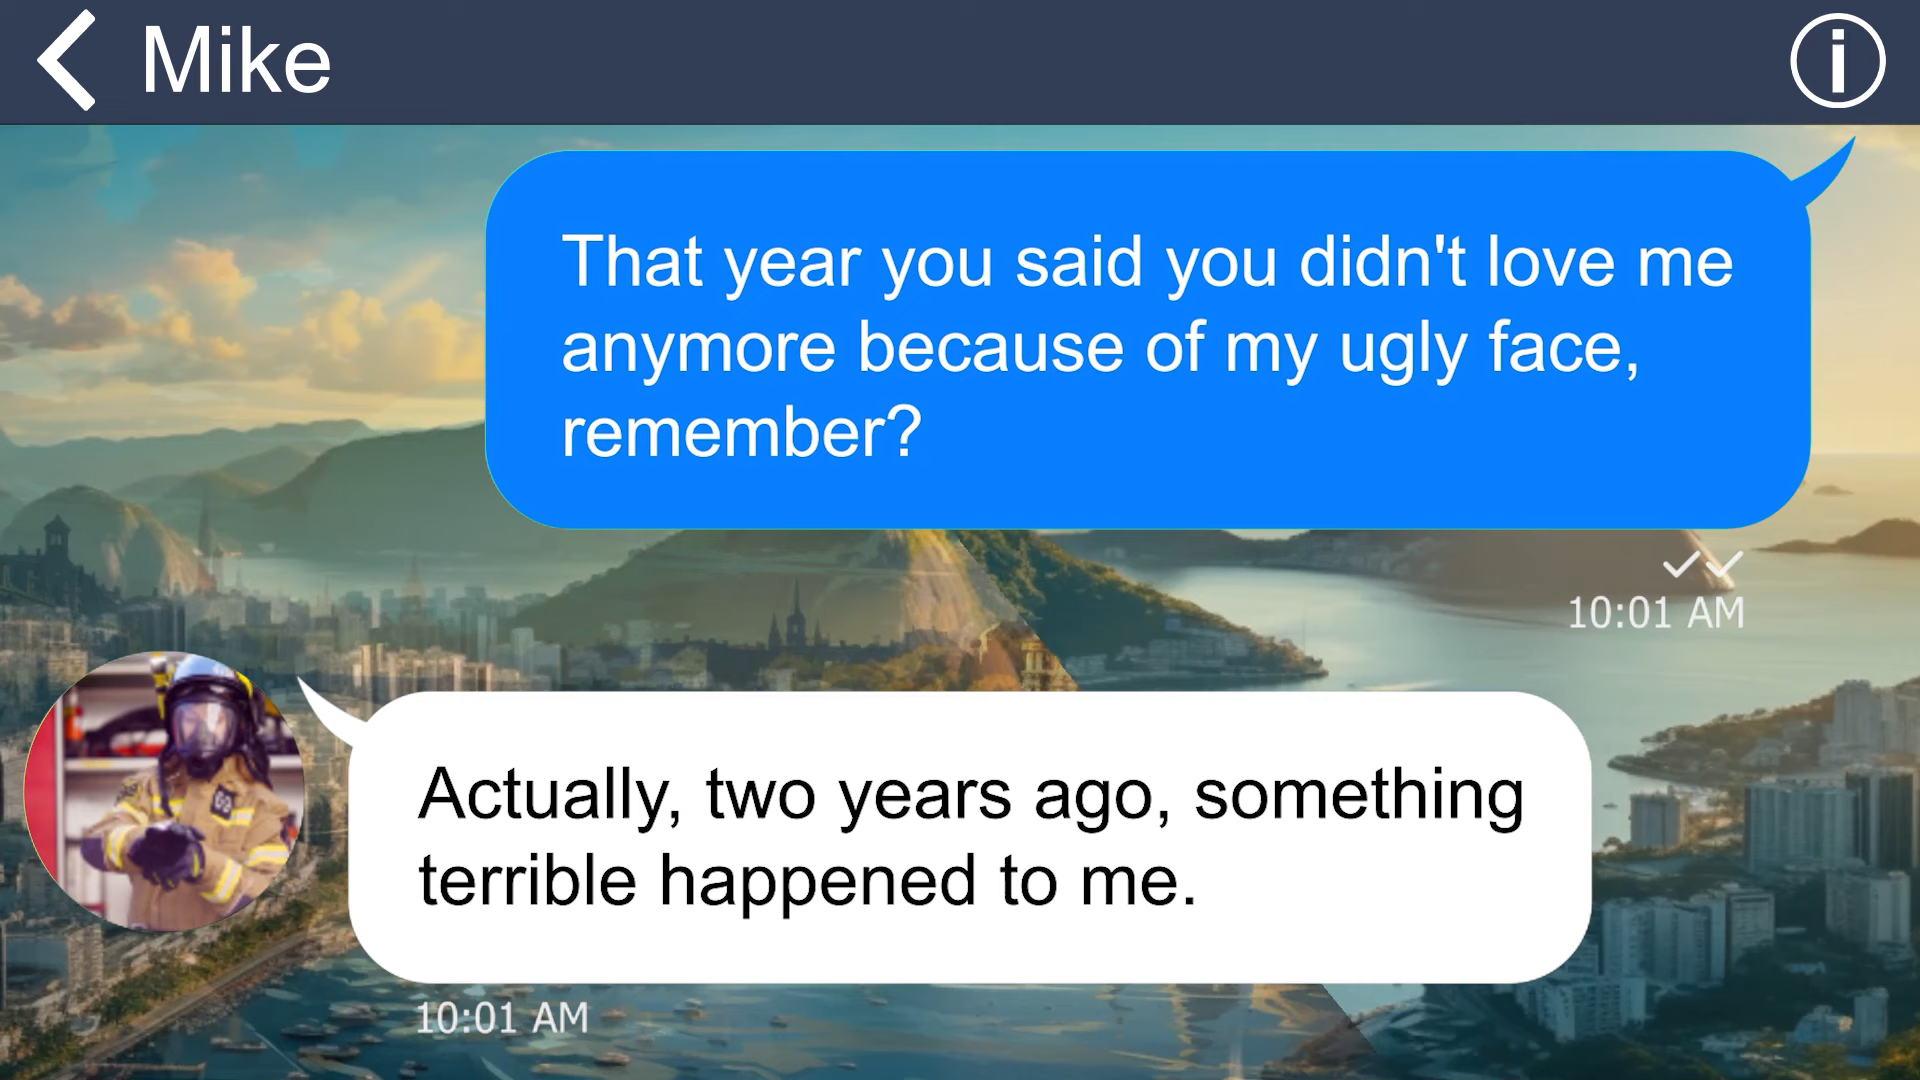 Mike
That year you said you didn't love me
anymore because of my ugly face,
remember?
10:01 AM
Actually, two years ago, something
terrible happened to me.
10:01 AM